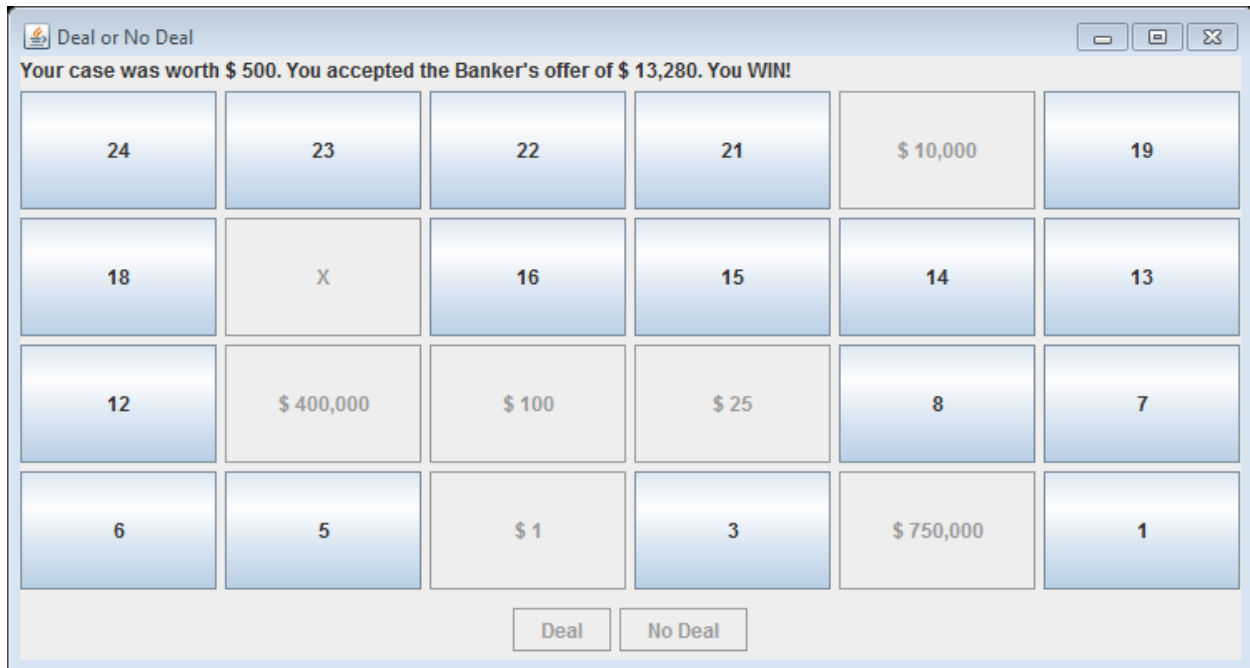 Deal or No Deal
Your case was worth $ 500. You accepted the Banker's offer of $ 13,280. You WIN!
24 23 22 21 $ 10,000 19
18 X 16 15 14 13
12 $ 400,000 $ 100 $ 25 8 7
6 5 $ 1 3 $ 750,000 1
Deal No Deal